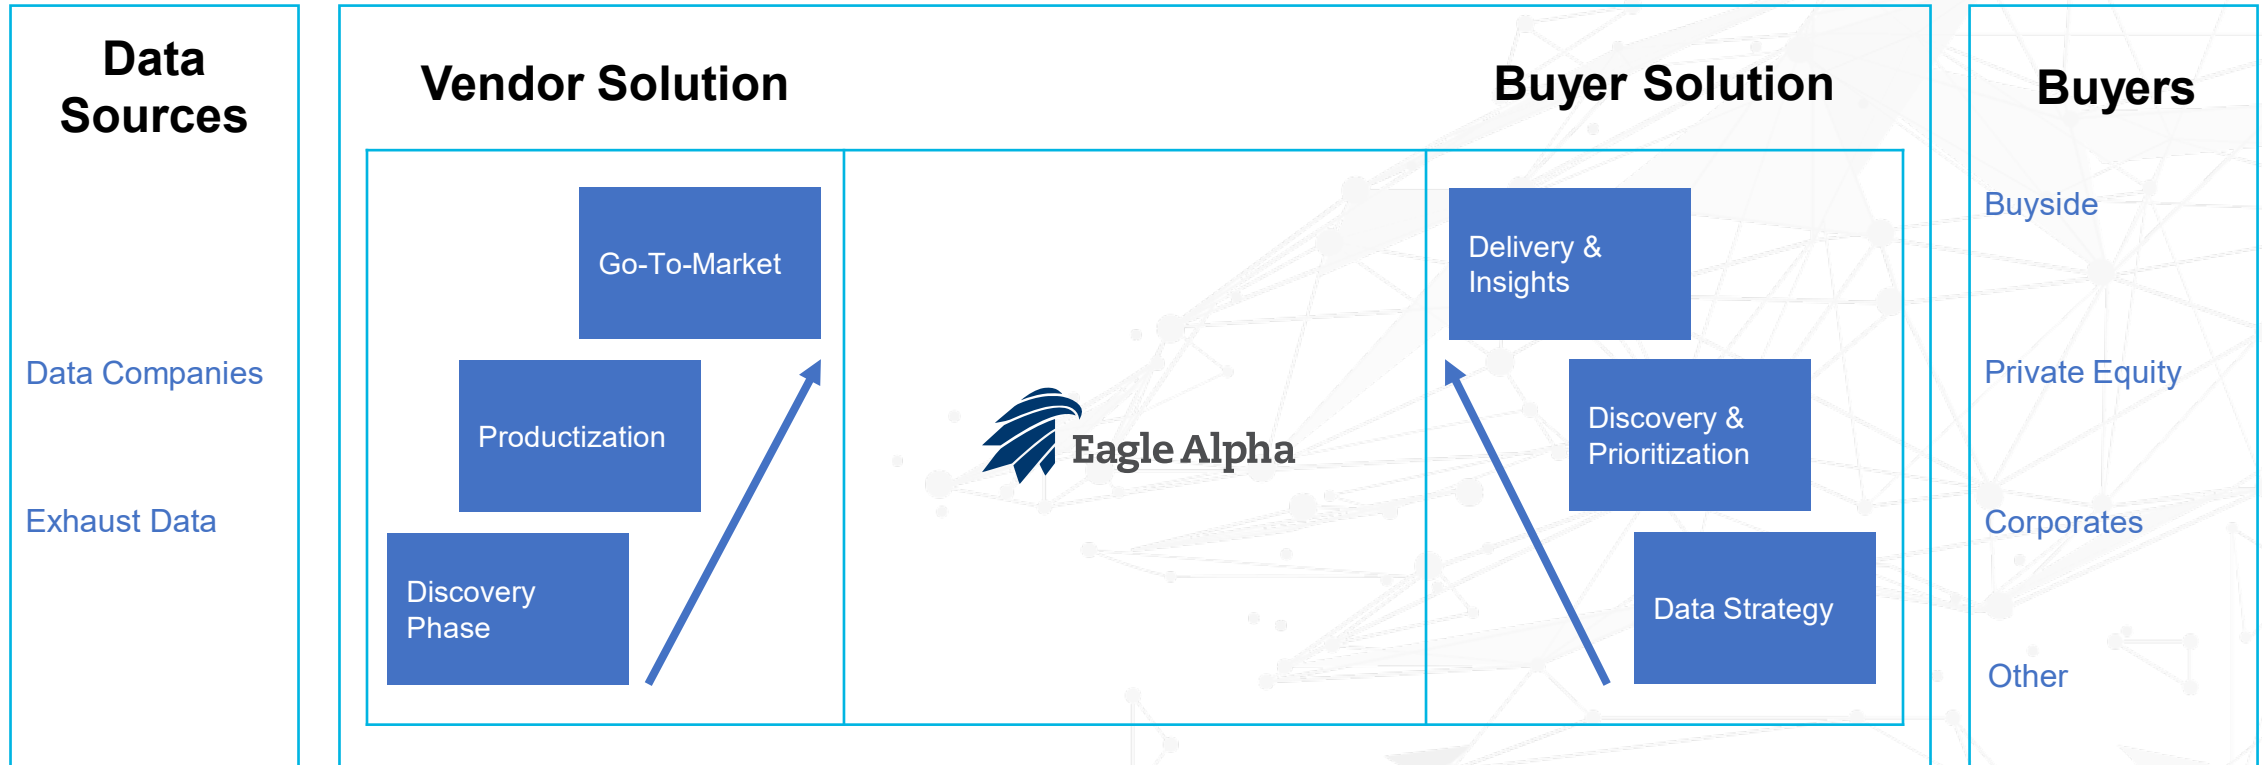 Data
Sources
Data Companies
Exhaust Data
Vendor Solution
Go-To-Market
Productization
Discovery
Phase
Eagle Alpha
Buyer Solution
Delivery &
Insights
Discovery &
Prioritization
Data Strategy
Buyers
Buyside
Private Equity
Corporates
Other